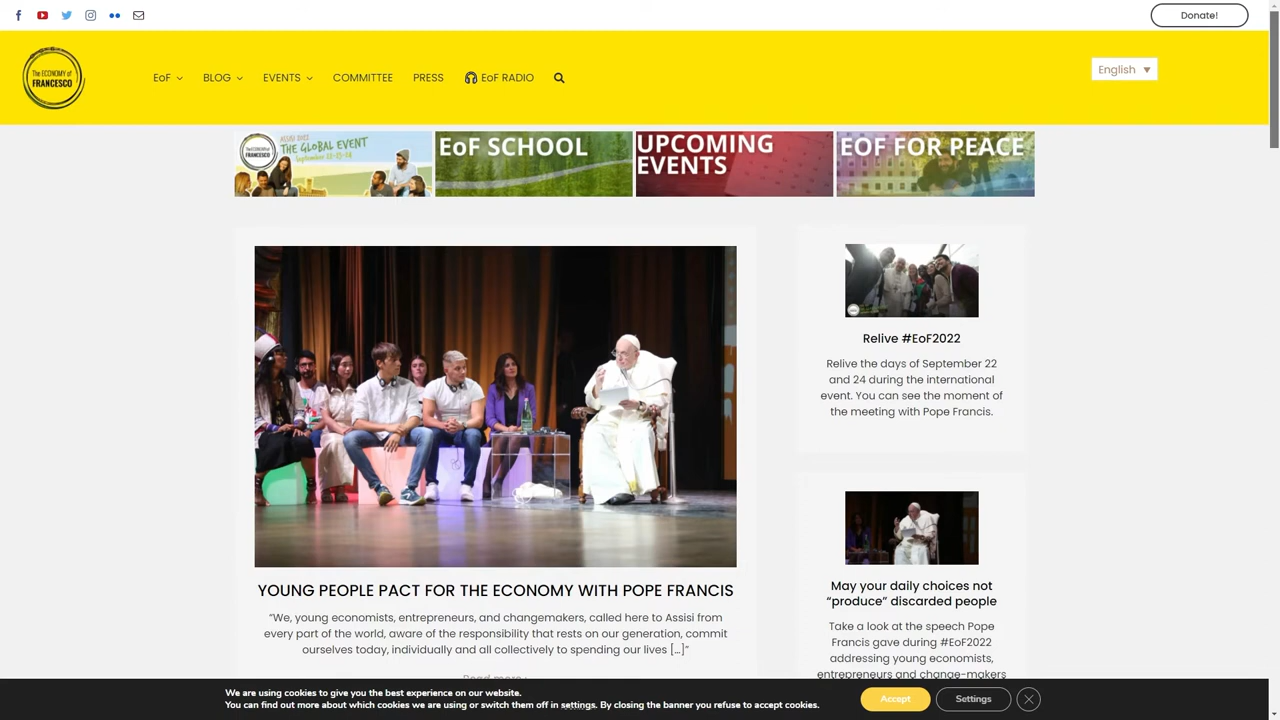 Donate!
The ECONOMY of
FRANCESCO
EoF
BLOG
EVENTS
COMMITTEE
PRESS
EoF RADIO
English
ASSISI 2022
THE GLOBAL EVENT
September 22-23-24
EoF SCHOOL
UPCOMING
EVENTS
EOF FOR PEACE
YOUNG PEOPLE PACT FOR THE ECONOMY WITH POPE FRANCIS
“We, young economists, entrepreneurs, and changemakers, called here to Assisi from
every part of the world, aware of the responsibility that rests on our generation, commit
ourselves today, individually and all collectively to spending our lives [...]”
Read more
Relive #EoF2022
Relive the days of September 22
and 24 during the international
event. You can see the moment of
the meeting with Pope Francis.
May your daily choices not
“produce” discarded people
Take a look at the speech Pope
Francis gave during #EoF2022
addressing young economists,
entrepreneurs and change-makers
We are using cookies to give you the best experience on our website.
You can find out more about which cookies we are using or switch them off in settings. By closing the banner you refuse to accept cookies.
Accept
Settings